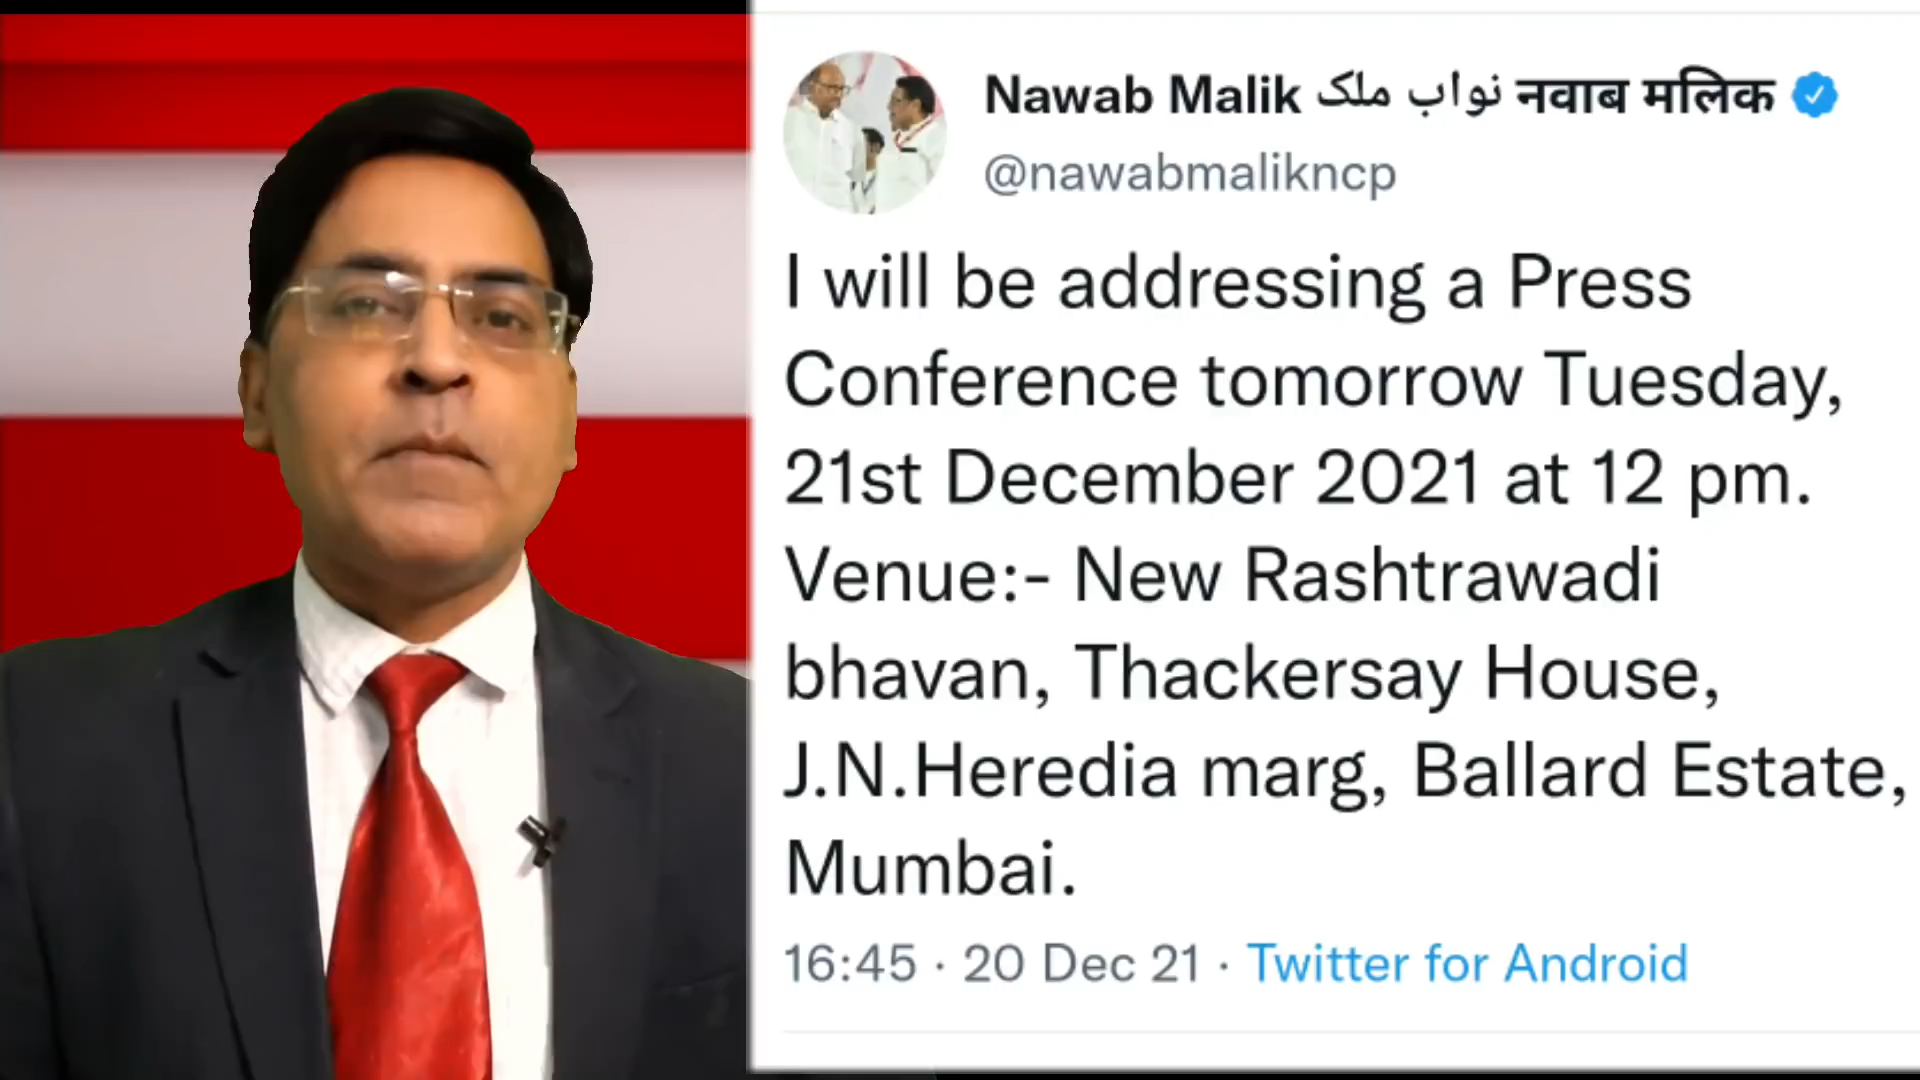 Nawab Malik نواب ملک नवाब मलिक
@nawabmalikncp
I will be addressing a Press
Conference tomorrow Tuesday,
21st December 2021 at 12 pm.
Venue:- New Rashtrawadi
bhavan, Thackersay House,
J.N.Heredia marg, Ballard Estate,
Mumbai.
16:45 · 20 Dec 21 · Twitter for Android